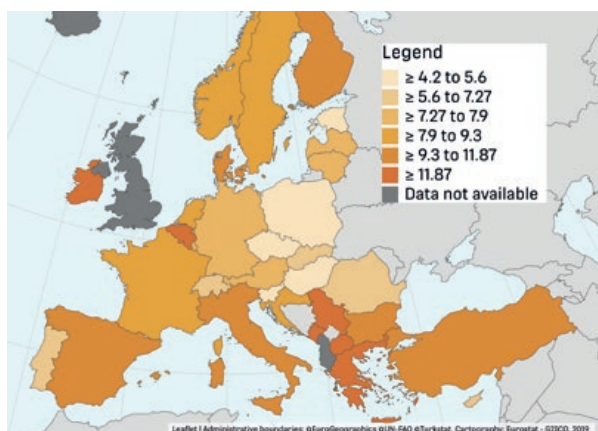 Legend
≥ 4.2 to 5.6
≥ 5.6 to 7.27
≥ 7.27 to 7.9
≥ 7.9 to 9.3
≥ 9.3 to 11.87
≥ 11.87
Data not available
Leaflet | Administrative boundaries: ©EuroGeographics ©UN-FAO ©Turkstat, Cartography: Eurostat - GISCO, 2019